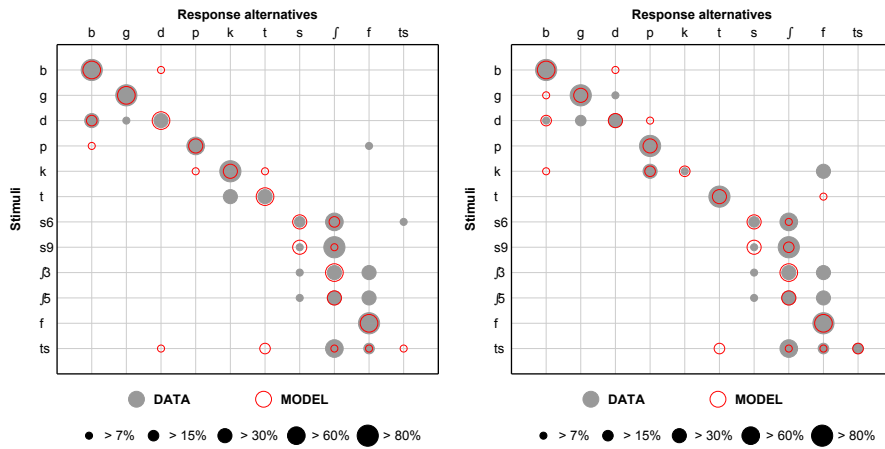 Response alternatives
b g d p k t s ʃ f ts
Stimuli
b
g
d
p
k
t
s6
s9
ʃ3
ʃ5
f
ts
DATA MODEL
> 7% > 15% > 30% > 60% > 80%
Response alternatives
b g d p k t s ʃ f ts
Stimuli
b
g
d
p
k
t
s6
s9
ʃ3
ʃ5
f
ts
DATA MODEL
> 7% > 15% > 30% > 60% > 80%